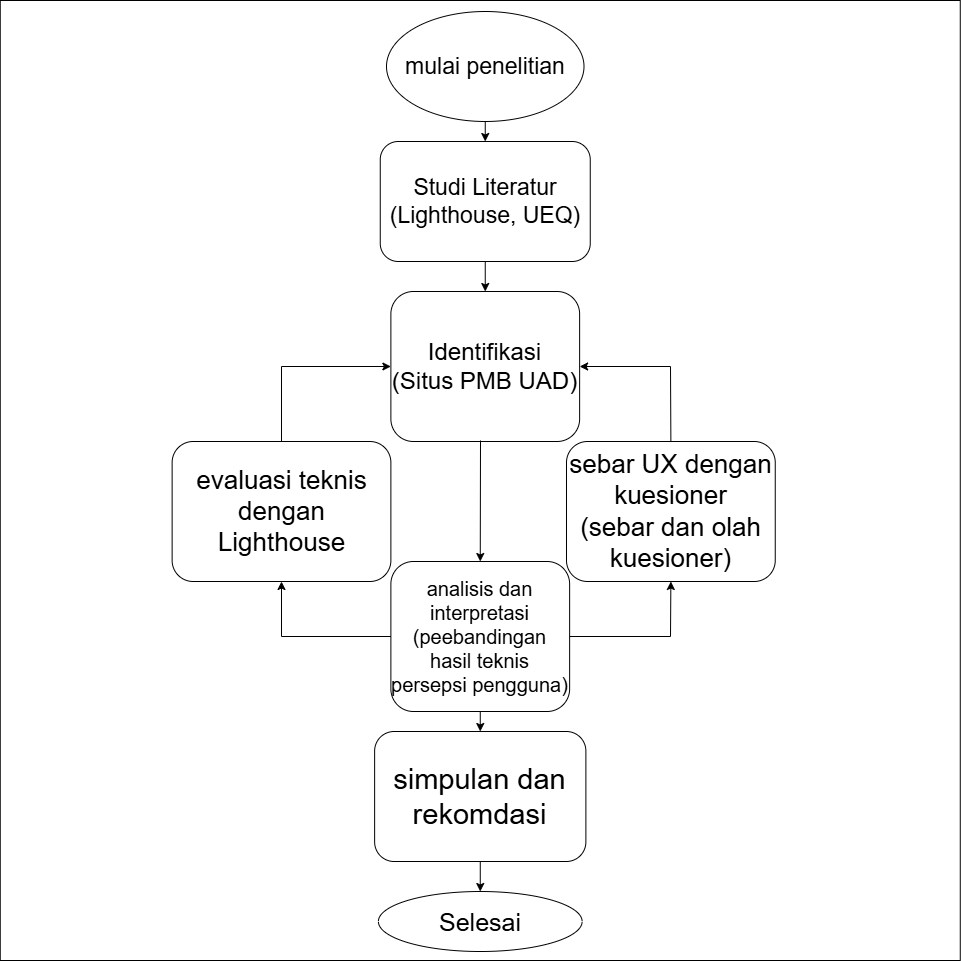 mulai penelitian
Studi Literatur
(Lighthouse, UEQ)
Identifikasi
(Situs PMB UAD)
evaluasi teknis
dengan
Lighthouse
sebar UX dengan
kuesioner
(sebar dan olah
kuesioner)
analisis dan
interpretasi
(peebandingan
hasil teknis
persepsi pengguna)
simpulan dan
rekomdasi
Selesai